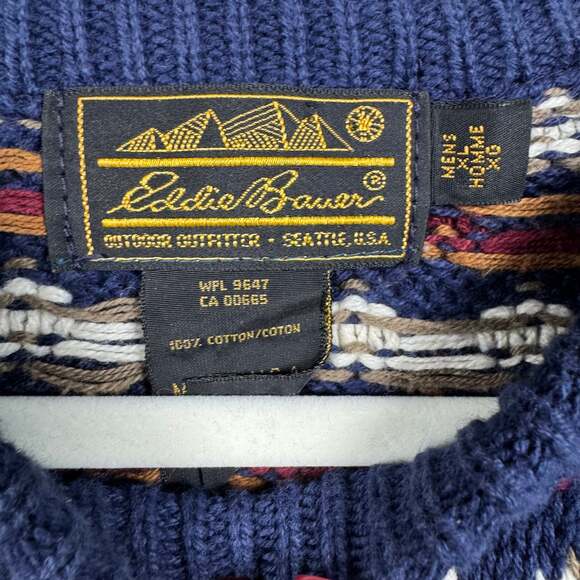 Eddie Bauer®
OUTDOOR OUTFITTER • SEATTLE, U.S.A.
MENS
XL
HOMME
XG
WPL 9647
CA 00665
100% COTTON/COTON